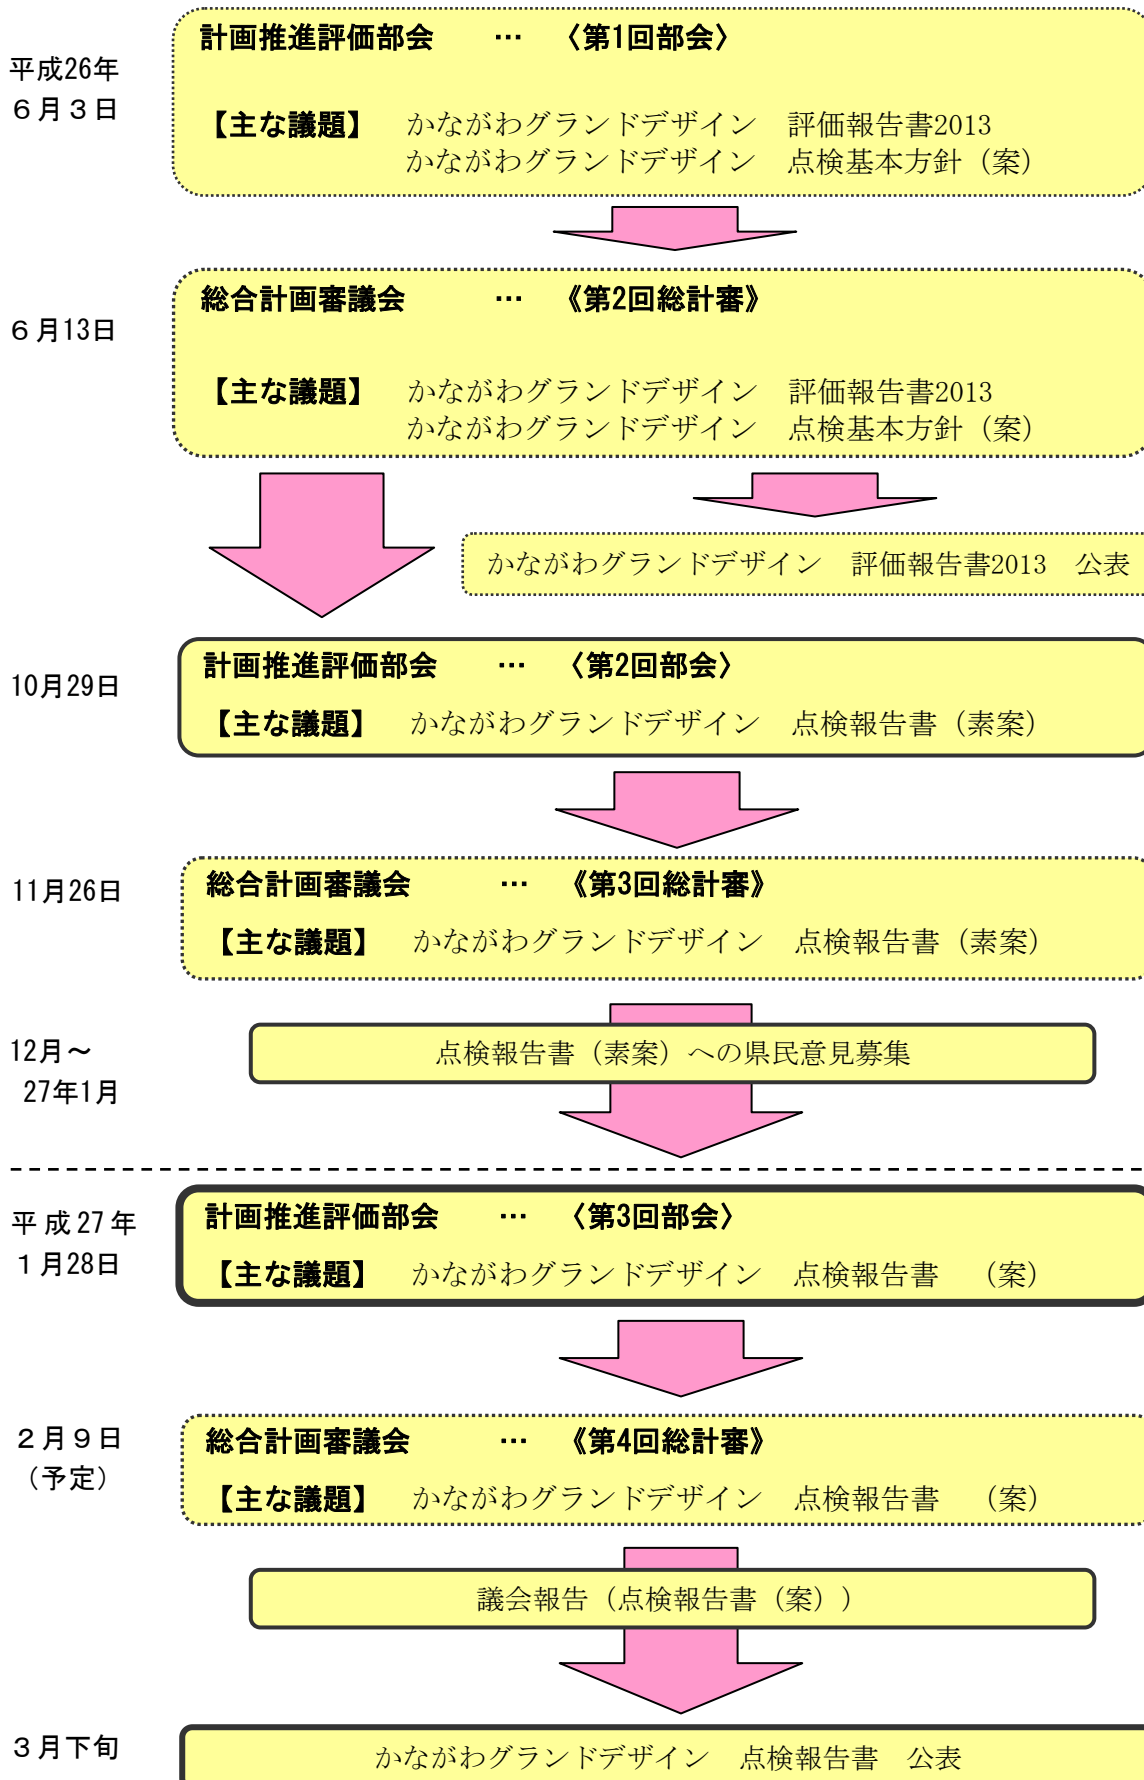 平成26年
６月３日
計画推進評価部会　　…　〈第1回部会〉
【主な議題】　かながわグランドデザイン　評価報告書2013
かながわグランドデザイン　点検基本方針（案）
６月13日
総合計画審議会　　　…　《第2回総計審》
【主な議題】　かながわグランドデザイン　評価報告書2013
かながわグランドデザイン　点検基本方針（案）
かながわグランドデザイン　評価報告書2013　公表
10月29日
計画推進評価部会　　…　〈第2回部会〉
【主な議題】　かながわグランドデザイン　点検報告書（素案）
11月26日
総合計画審議会　　　…　《第3回総計審》
【主な議題】　かながわグランドデザイン　点検報告書（素案）
12月～
27年1月
点検報告書（素案）への県民意見募集
平成27年
１月28日
計画推進評価部会　　…　〈第3回部会〉
【主な議題】　かながわグランドデザイン　点検報告書　（案）
２月９日
（予定）
総合計画審議会　　　…　《第4回総計審》
【主な議題】　かながわグランドデザイン　点検報告書　（案）
議会報告（点検報告書（案））
３月下旬
かながわグランドデザイン　点検報告書　公表